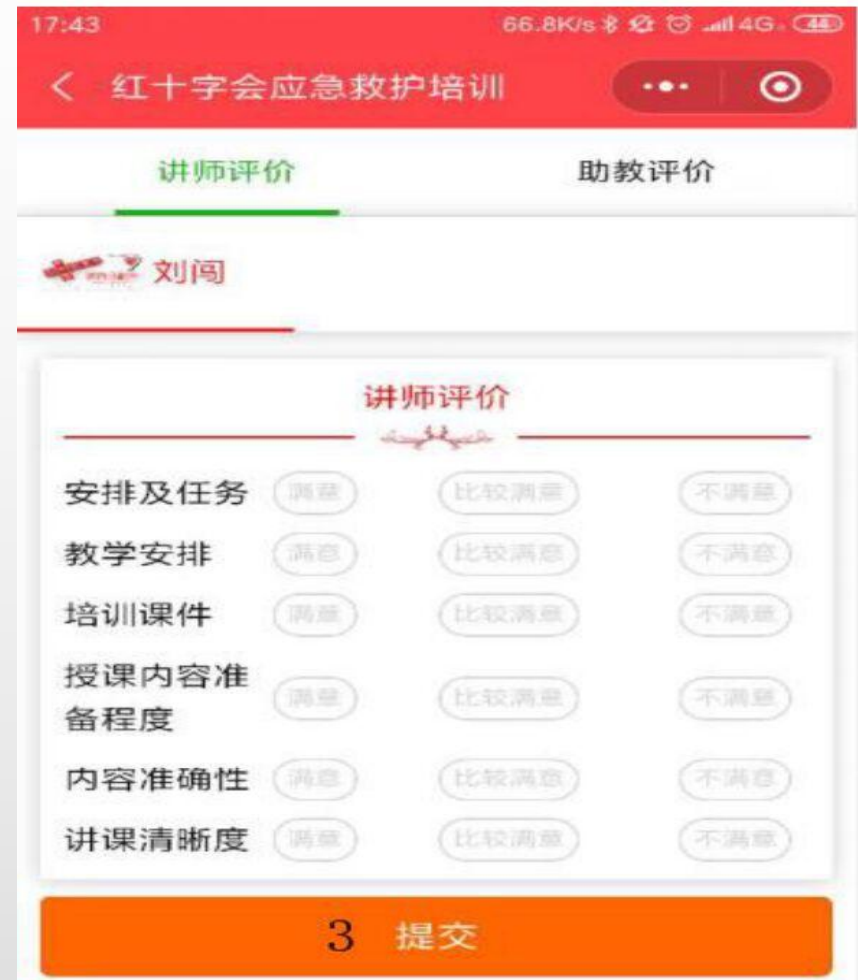 17:43 66.8K/s 4G 44
红十字会应急救护培训
讲师评价 助教评价
刘闯
讲师评价
安排及任务 满意 比较满意 不满意
教学安排 满意 比较满意 不满意
培训课件 满意 比较满意 不满意
授课内容准
备程度 满意 比较满意 不满意
内容准确性 满意 比较满意 不满意
讲课清晰度 满意 比较满意 不满意
3 提交